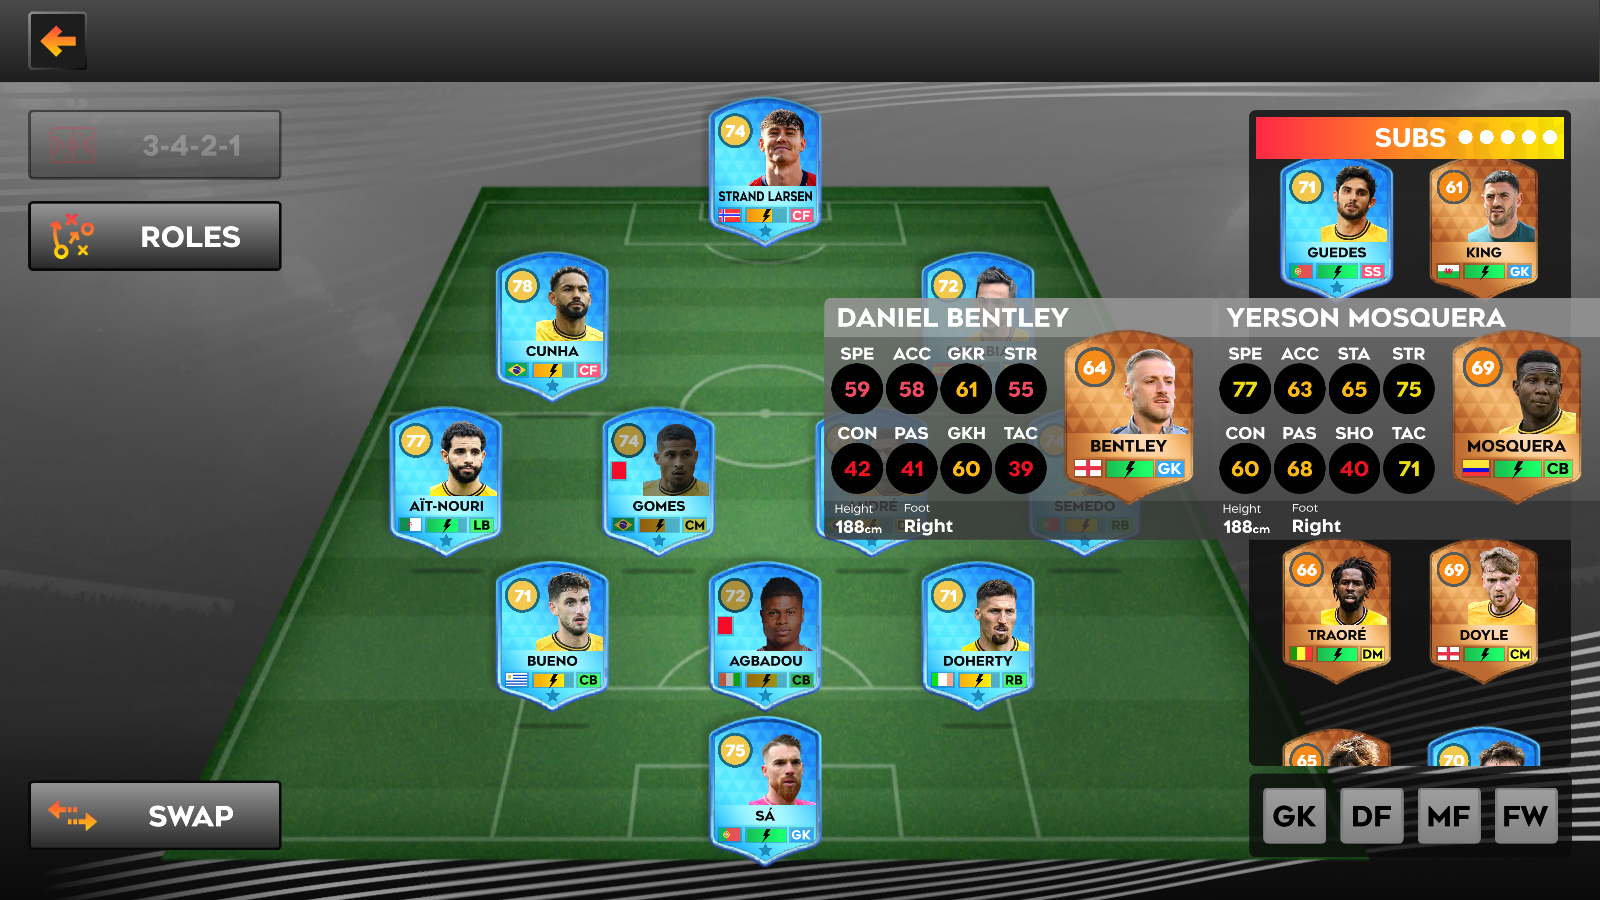 3-4-2-1
ROLES
SWAP
74
STRAND LARSEN
CF
78
CUNHA
CF
72
77
AÏT-NOURI
LB
74
GOMES
CM
74
SEMEDO
RB
71
BUENO
CB
72
AGBADOU
CB
71
DOHERTY
RB
75
SÁ
GK
DANIEL BENTLEY
SPE ACC GKR STR
59 58 61 55
CON PAS GKH TAC
42 41 60 39
Height Foot
188cm Right
64
BENTLEY
GK
YERSON MOSQUERA
SPE ACC STA STR
77 63 65 75
CON PAS SHO TAC
60 68 40 71
Height Foot
188cm Right
69
MOSQUERA
CB
SUBS
71
GUEDES
SS
61
KING
GK
66
TRAORÉ
DM
69
DOYLE
CM
65
70
GK DF MF FW